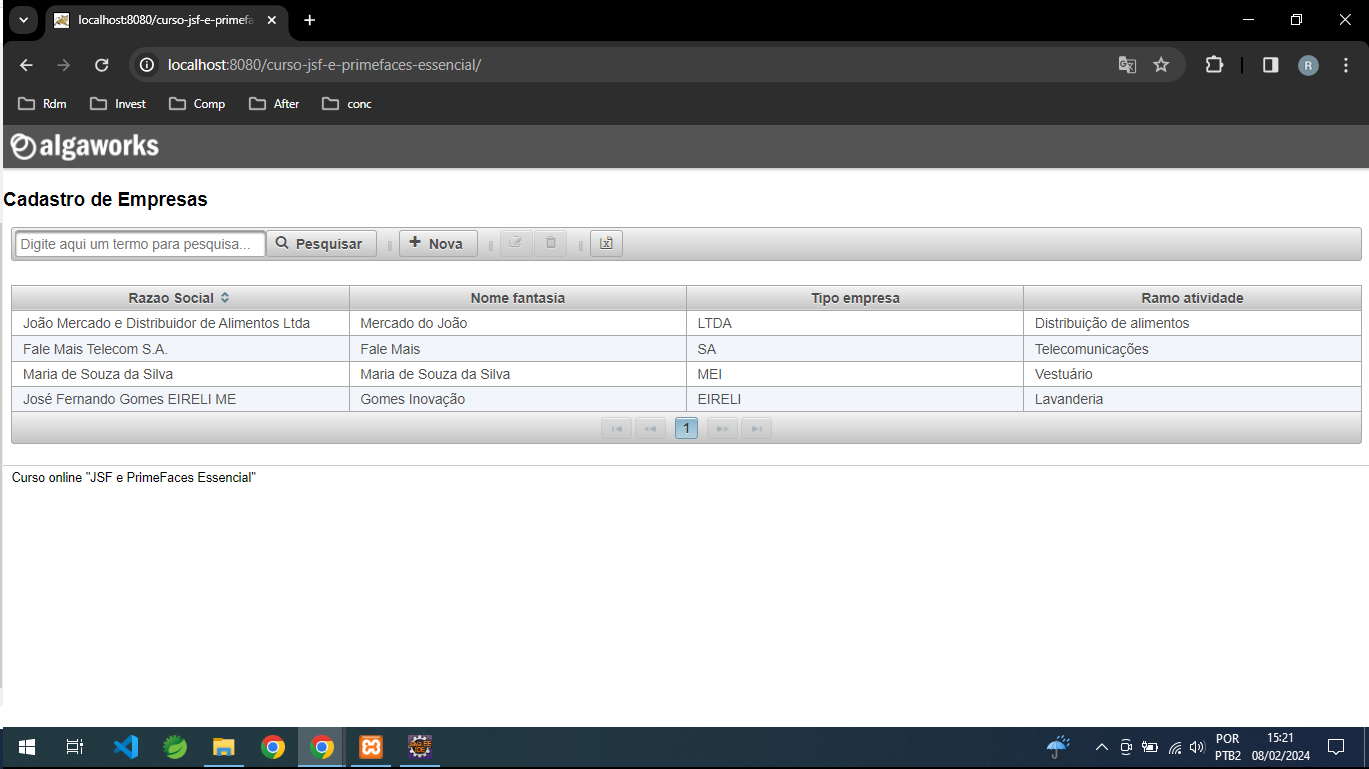 localhost:8080/curso-jsf-e-primefa
localhost:8080/curso-jsf-e-primefaces-essencial/
R
Rdm Invest Comp After conc
algaworks
Cadastro de Empresas
Digite aqui um termo para pesquisa... Pesquisar Nova
Razao Social Nome fantasia Tipo empresa Ramo atividade
João Mercado e Distribuidor de Alimentos Ltda Mercado do João LTDA Distribuição de alimentos
Fale Mais Telecom S.A. Fale Mais SA Telecomunicações
Maria de Souza da Silva Maria de Souza da Silva MEI Vestuário
José Fernando Gomes EIRELI ME Gomes Inovação EIRELI Lavanderia
1
Curso online "JSF e PrimeFaces Essencial"
POR 15:21
PTB2 08/02/2024